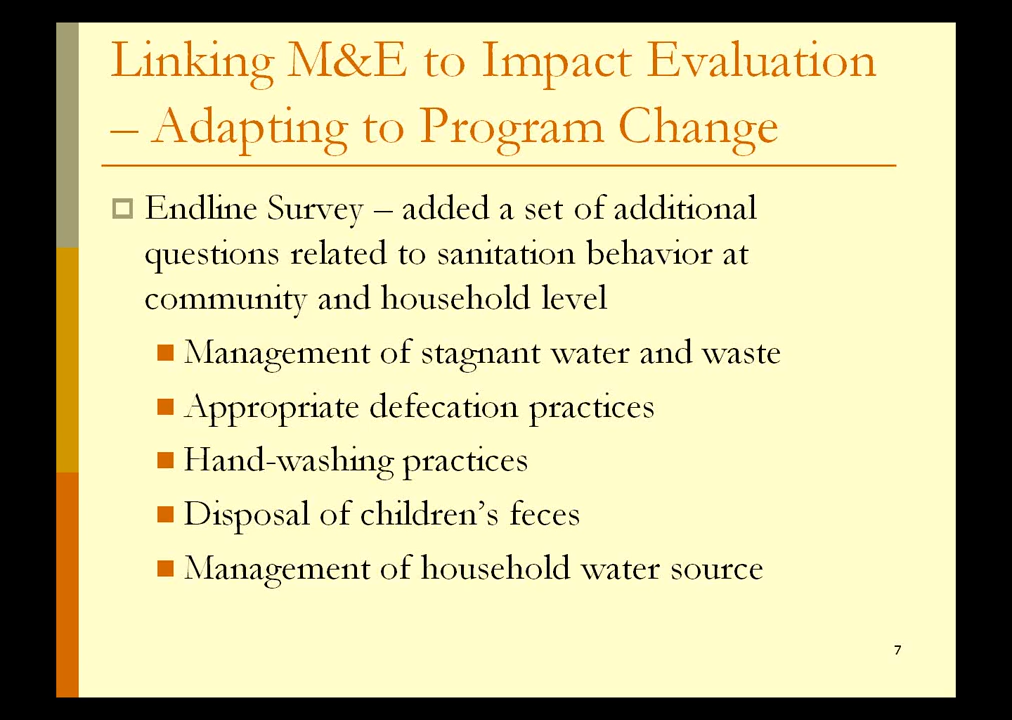 Linking M&E to Impact Evaluation
– Adapting to Program Change
Endline Survey – added a set of additional
questions related to sanitation behavior at
community and household level
Management of stagnant water and waste
Appropriate defecation practices
Hand-washing practices
Disposal of children’s feces
Management of household water source
7